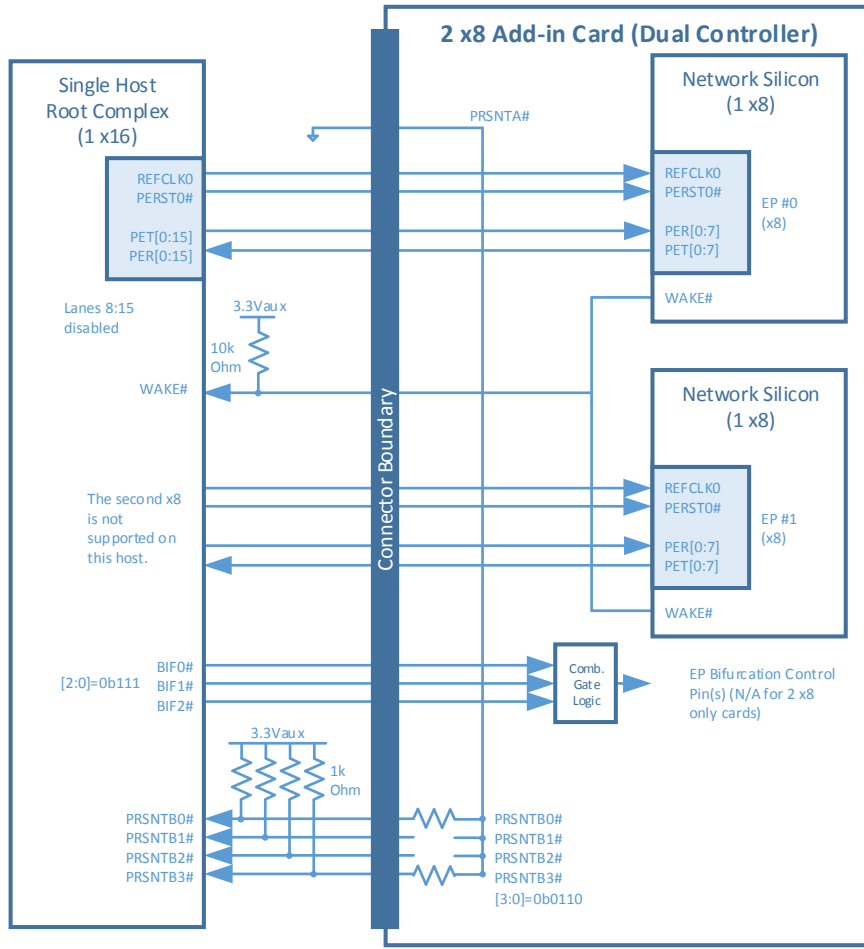 2 x8 Add-in Card (Dual Controller)
Single Host
Root Complex
(1 x16)
Network Silicon
(1 x8)
PRSNTA#
REFCLK0
PERST0#
PET[0:15]
PER[0:15]
REFCLK0
PERST0#
PER[0:7]
PET[0:7]
EP #0
(x8)
WAKE#
Lanes 8:15
disabled
3.3Vaux
10k
Ohm
WAKE#
Connector Boundary
Network Silicon
(1 x8)
The second x8
is not
supported on
this host.
REFCLK0
PERST0#
PER[0:7]
PET[0:7]
EP #1
(x8)
WAKE#
[2:0]=0b111
BIF0#
BIF1#
BIF2#
Comb.
Gate
Logic
EP Bifurcation Control
Pin(s) (N/A for 2 x8
only cards)
3.3Vaux
1k
Ohm
PRSNTB0#
PRSNTB1#
PRSNTB2#
PRSNTB3#
PRSNTB0#
PRSNTB1#
PRSNTB2#
PRSNTB3#
[3:0]=0b0110